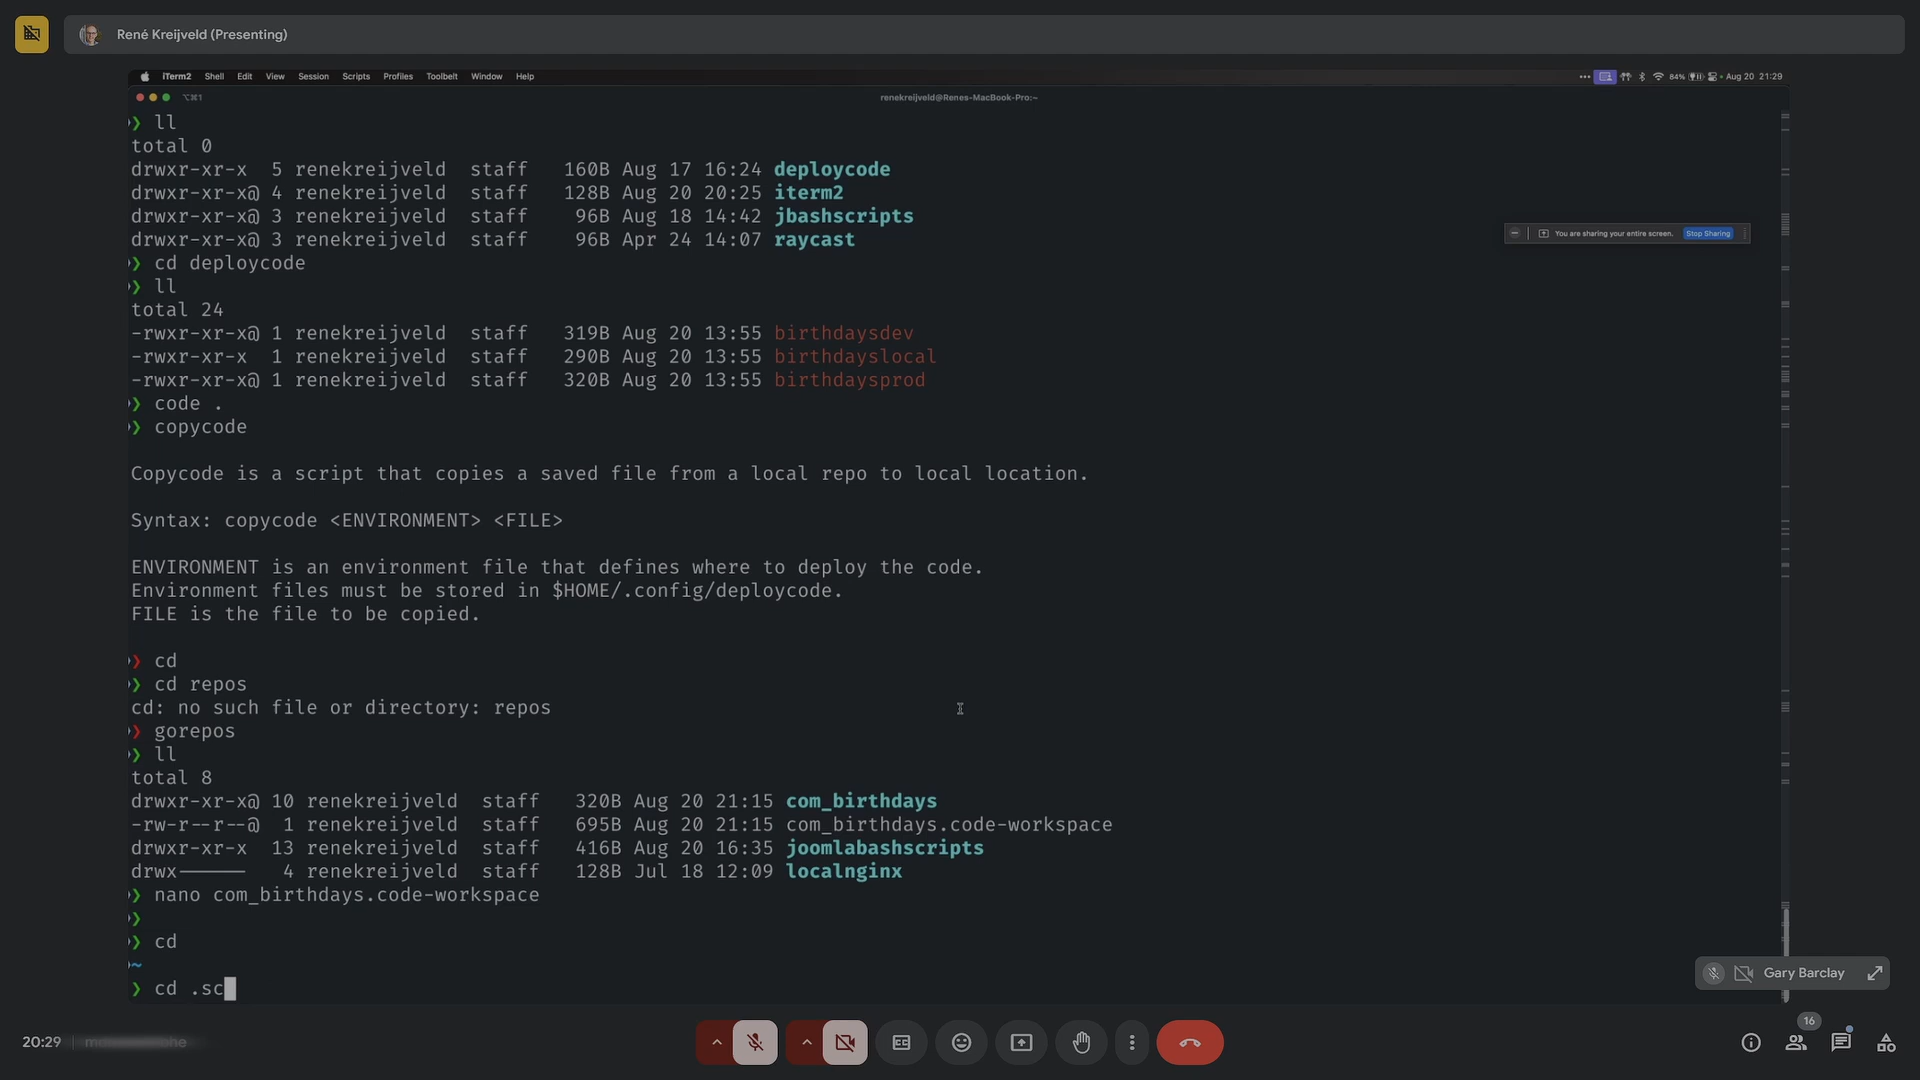 René Kreijveld (Presenting)
iTerm2 Shell Edit View Session Scripts Profiles Toolbelt Window Help
84% Aug 20 21:29
⌥⌘1
renekreijveld@Renes-MacBook-Pro:~
❯ ll
total 0
drwxr-xr-x 5 renekreijveld staff 160B Aug 17 16:24 deploycode
drwxr-xr-x@ 4 renekreijveld staff 128B Aug 20 20:25 iterm2
drwxr-xr-x@ 3 renekreijveld staff 96B Aug 18 14:42 jbashscripts
drwxr-xr-x@ 3 renekreijveld staff 96B Apr 24 14:07 raycast
You are sharing your entire screen. Stop Sharing
❯ cd deploycode
❯ ll
total 24
-rwxr-xr-x@ 1 renekreijveld staff 319B Aug 20 13:55 birthdaysdev
-rwxr-xr-x 1 renekreijveld staff 290B Aug 20 13:55 birthdayslocal
-rwxr-xr-x@ 1 renekreijveld staff 320B Aug 20 13:55 birthdaysprod
❯ code .
❯ copycode
Copycode is a script that copies a saved file from a local repo to local location.
Syntax: copycode <ENVIRONMENT> <FILE>
ENVIRONMENT is an environment file that defines where to deploy the code.
Environment files must be stored in $HOME/.config/deploycode.
FILE is the file to be copied.
❯ cd
❯ cd repos
cd: no such file or directory: repos
❯ gorepos
❯ ll
total 8
drwxr-xr-x@ 10 renekreijveld staff 320B Aug 20 21:15 com_birthdays
-rw-r--r--@ 1 renekreijveld staff 695B Aug 20 21:15 com_birthdays.code-workspace
drwxr-xr-x 13 renekreijveld staff 416B Aug 20 16:35 joomlabashscripts
drwx------ 4 renekreijveld staff 128B Jul 18 12:09 localnginx
❯ nano com_birthdays.code-workspace
❯
❯ cd
~
❯ cd .sc
Gary Barclay
16
20:29